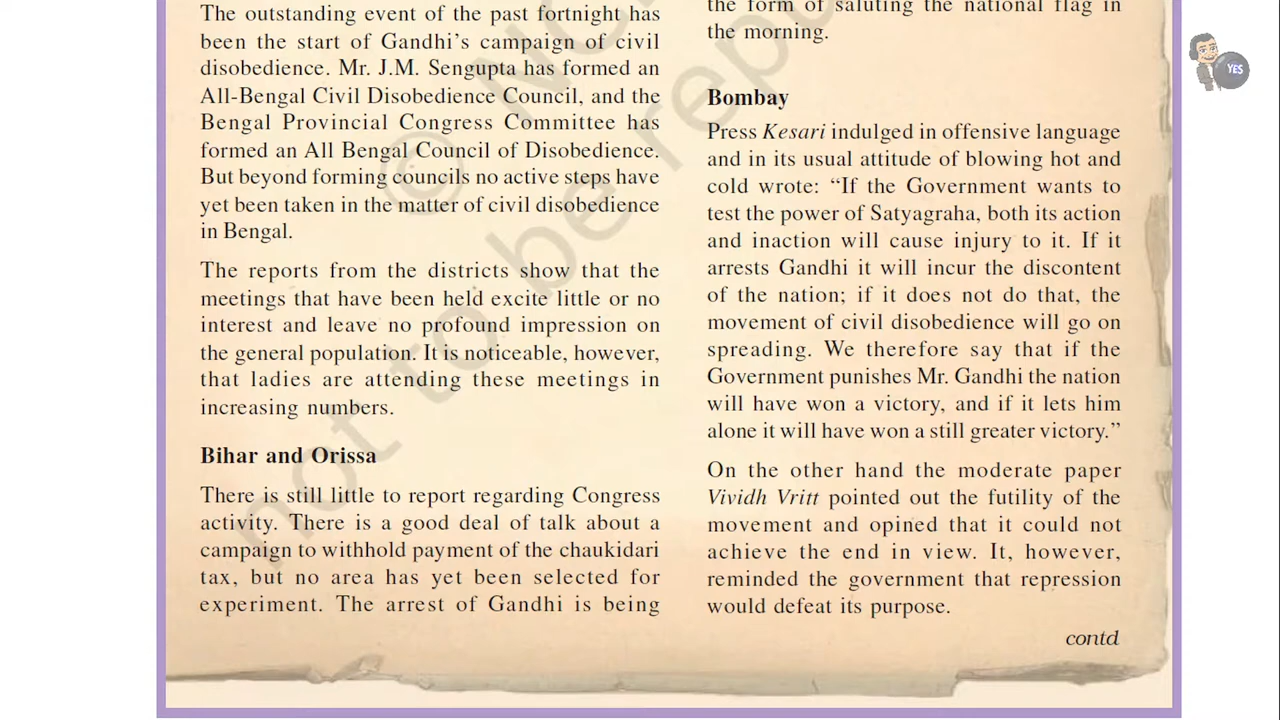 The outstanding event of the past fortnight has
been the start of Gandhi's campaign of civil
disobedience. Mr. J.M. Sengupta has formed an
All-Bengal Civil Disobedience Council, and the
Bengal Provincial Congress Committee has
formed an All Bengal Council of Disobedience.
But beyond forming councils no active steps have
yet been taken in the matter of civil disobedience
in Bengal.
The reports from the districts show that the
meetings that have been held excite little or no
interest and leave no profound impression on
the general population. It is noticeable, however,
that ladies are attending these meetings in
increasing numbers.
Bihar and Orissa
There is still little to report regarding Congress
activity. There is a good deal of talk about a
campaign to withhold payment of the chaukidari
tax, but no area has yet been selected for
experiment. The arrest of Gandhi is being
the form of saluting the national flag in
the morning.
Bombay
Press Kesari indulged in offensive language
and in its usual attitude of blowing hot and
cold wrote: “If the Government wants to
test the power of Satyagraha, both its action
and inaction will cause injury to it. If it
arrests Gandhi it will incur the discontent
of the nation; if it does not do that, the
movement of civil disobedience will go on
spreading. We therefore say that if the
Government punishes Mr. Gandhi the nation
will have won a victory, and if it lets him
alone it will have won a still greater victory.”
On the other hand the moderate paper
Vividh Vritt pointed out the futility of the
movement and opined that it could not
achieve the end in view. It, however,
reminded the government that repression
would defeat its purpose.
contd
© NC
not to be repu
YES